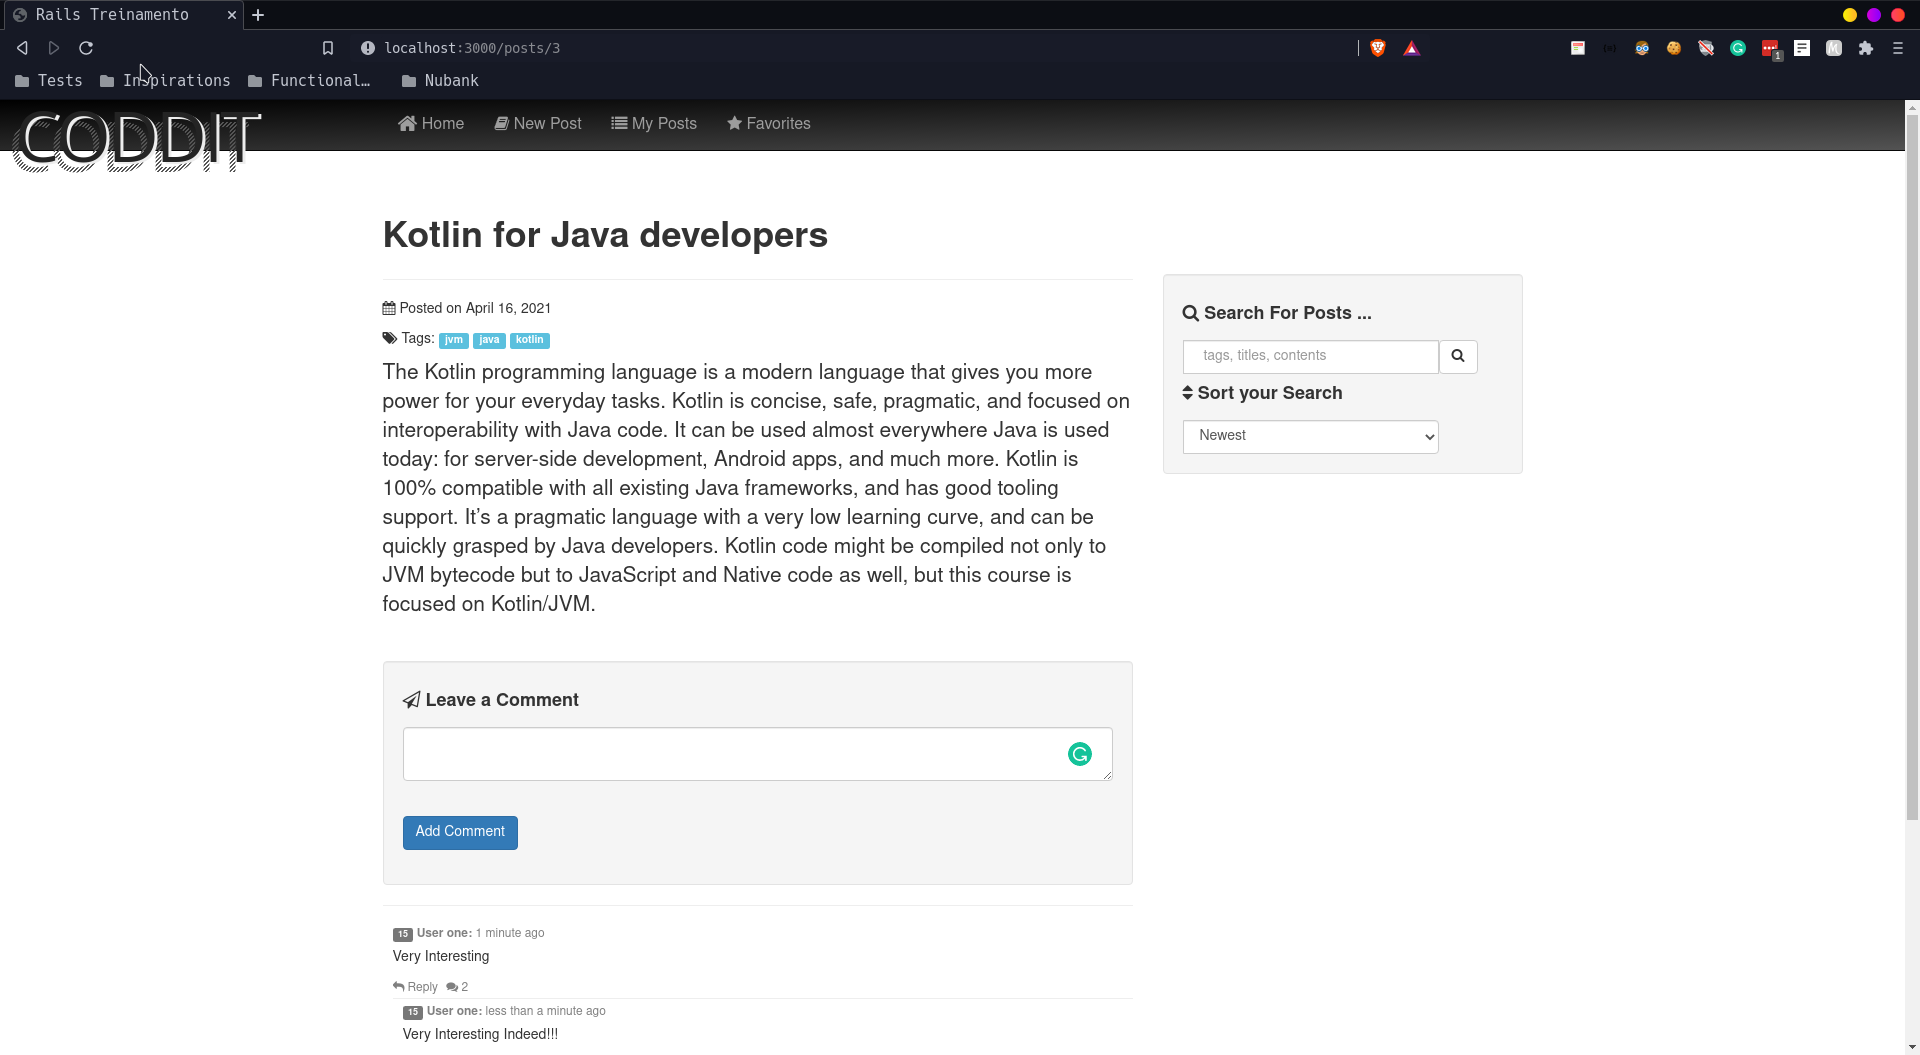 Rails Treinamento
localhost:3000/posts/3
1
Tests Inspirations Functional… Nubank
CODDIT
Home New Post My Posts Favorites
Kotlin for Java developers
Posted on April 16, 2021
Tags: jvm java kotlin
The Kotlin programming language is a modern language that gives you more
power for your everyday tasks. Kotlin is concise, safe, pragmatic, and focused on
interoperability with Java code. It can be used almost everywhere Java is used
today: for server-side development, Android apps, and much more. Kotlin is
100% compatible with all existing Java frameworks, and has good tooling
support. It’s a pragmatic language with a very low learning curve, and can be
quickly grasped by Java developers. Kotlin code might be compiled not only to
JVM bytecode but to JavaScript and Native code as well, but this course is
focused on Kotlin/JVM.
Search For Posts ...
tags, titles, contents
Sort your Search
Newest
Leave a Comment
Add Comment
15 User one: 1 minute ago
Very Interesting
Reply 2
15 User one: less than a minute ago
Very Interesting Indeed!!!